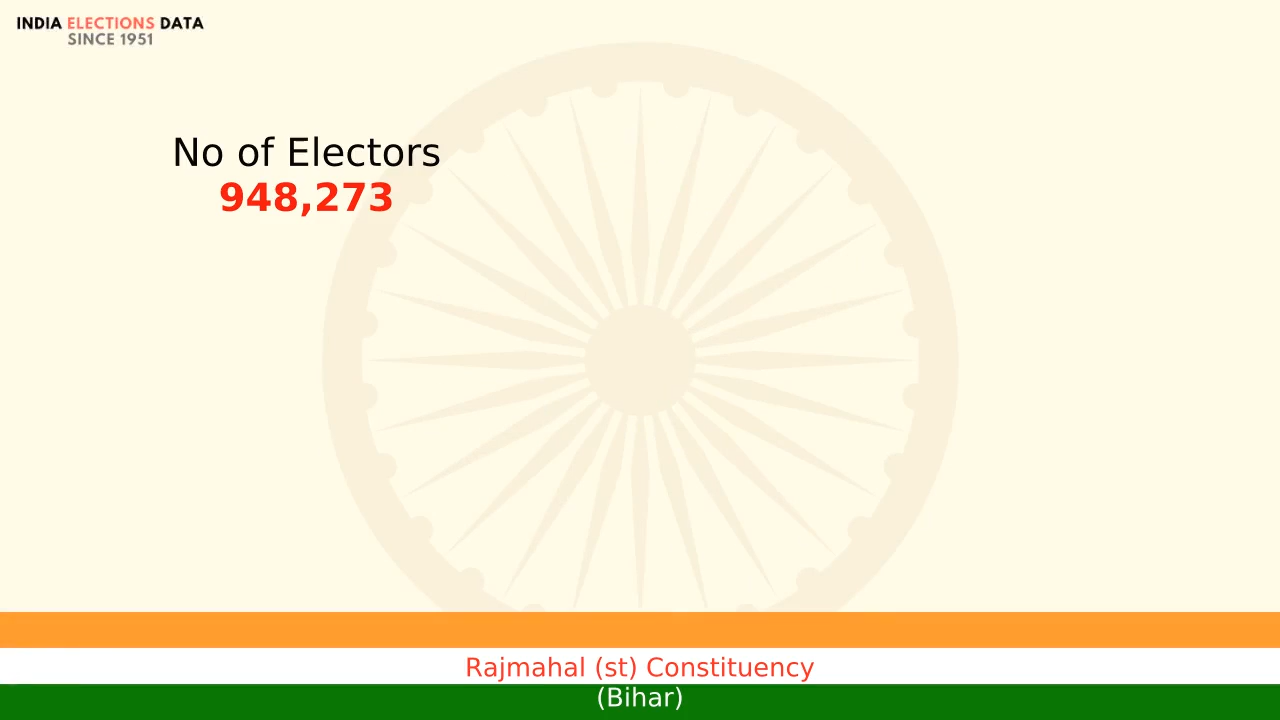 INDIA ELECTIONS DATA
SINCE 1951
No of Electors
948,273
Rajmahal (st) Constituency
(Bihar)